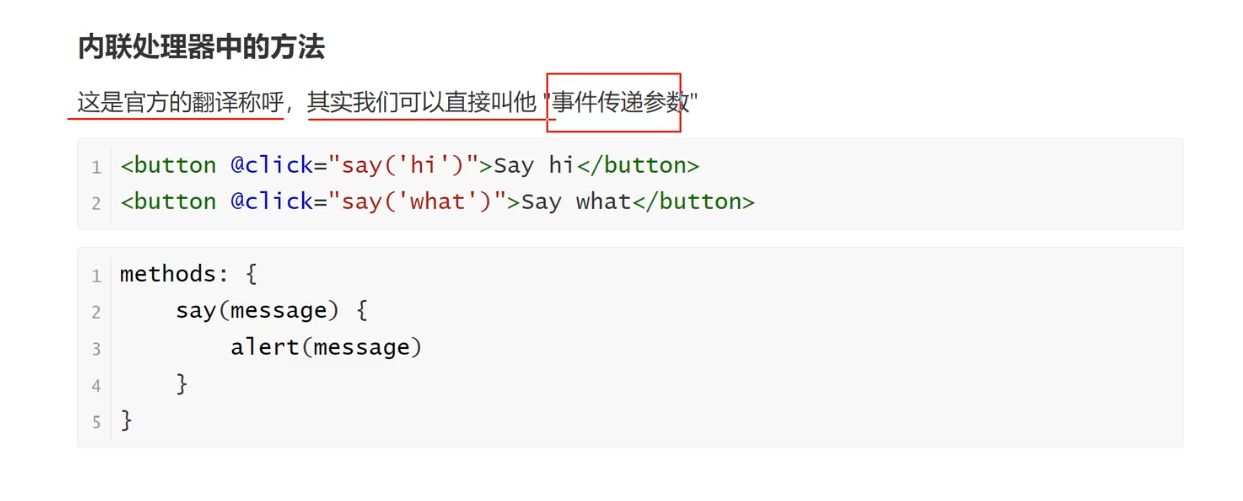 内联处理器中的方法
这是官方的翻译称呼，其实我们可以直接叫他 "事件传递参数"
1 <button @click="say('hi')">Say hi</button>
2 <button @click="say('what')">Say what</button>
1 methods: {
2     say(message) {
3         alert(message)
4     }
5 }